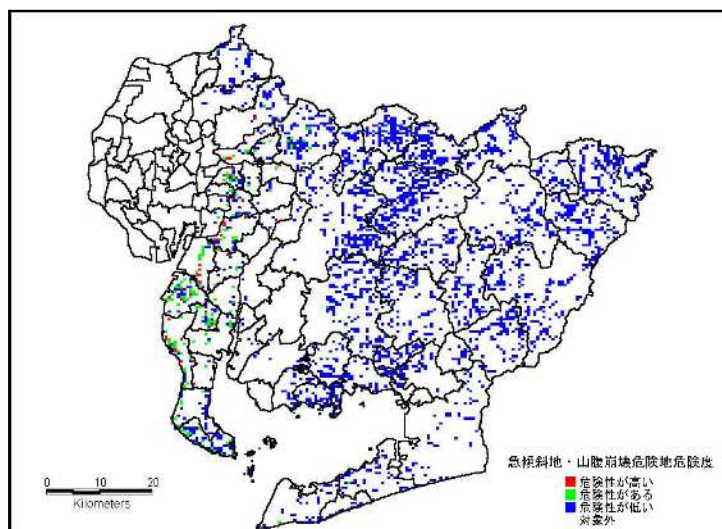 急傾斜地・山腹崩壊危険地危険度
危険性が高い
危険性がある
危険性が低い
対象外
0 10 20
Kilometers